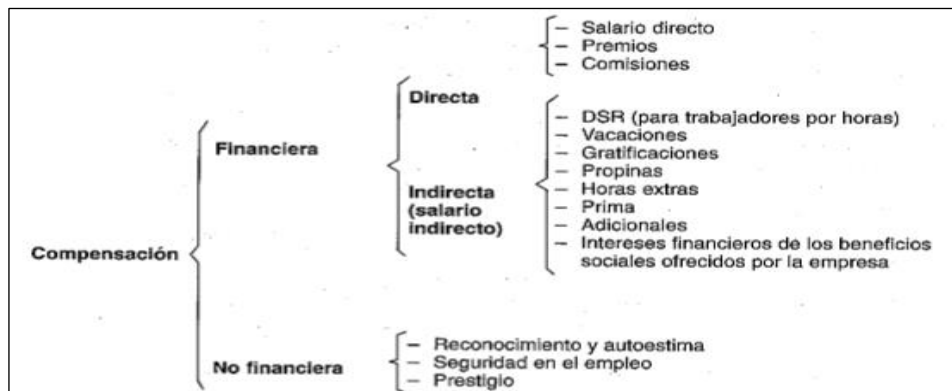 – Salario directo
– Premios
– Comisiones
Directa
– DSR (para trabajadores por horas)
– Vacaciones
Financiera
– Gratificaciones
– Propinas
Indirecta
(salario
indirecto)
– Horas extras
– Prima
– Adicionales
– Intereses financieros de los beneficios
sociales ofrecidos por la empresa
Compensación
– Reconocimiento y autoestima
No financiera
– Seguridad en el empleo
– Prestigio